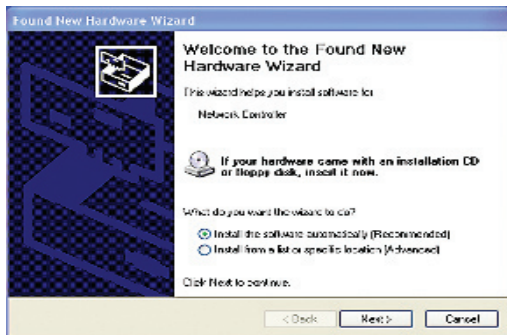 Found New Hardware Wizard
Welcome to the Found New
Hardware Wizard
This wizard helps you install software for:
Network Controller
If your hardware came with an installation CD
or floppy disk, insert it now.
What do you want the wizard to do?
Install the software automatically (Recommended)
Install from a list or specific location (Advanced)
Click Next to continue.
< Back
Next >
Cancel